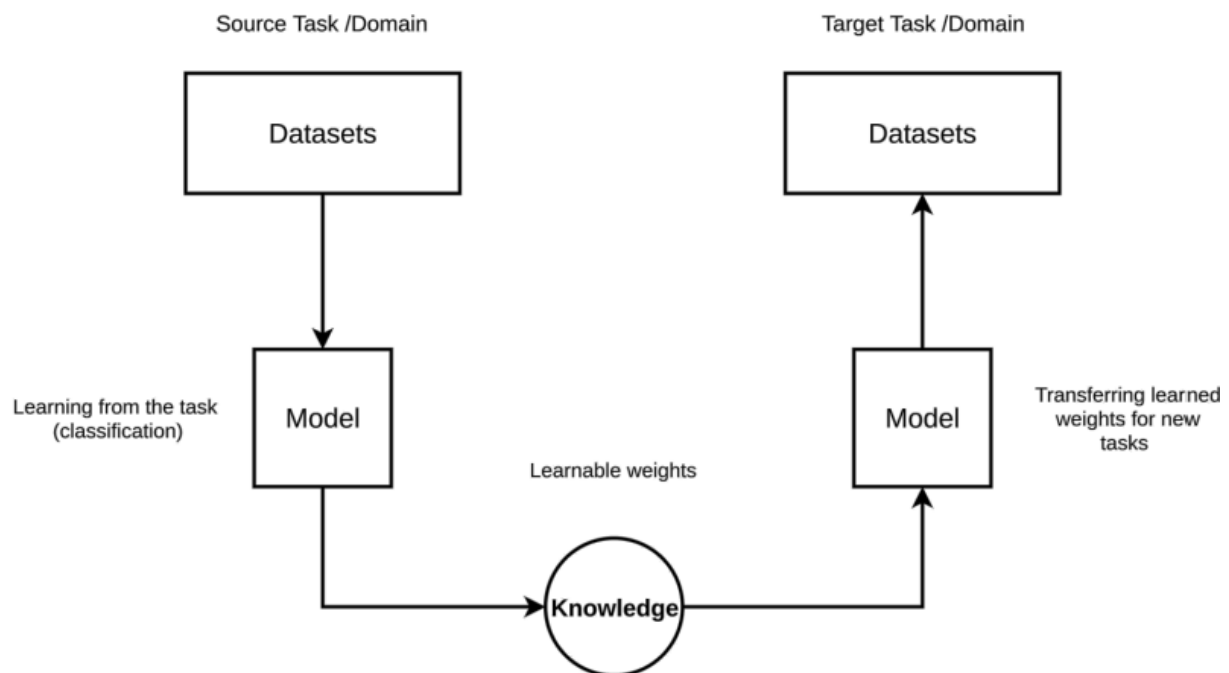 Source Task /Domain
Target Task /Domain
Datasets
Datasets
Learning from the task
(classification)
Model
Model
Transferring learned
weights for new
tasks
Learnable weights
Knowledge